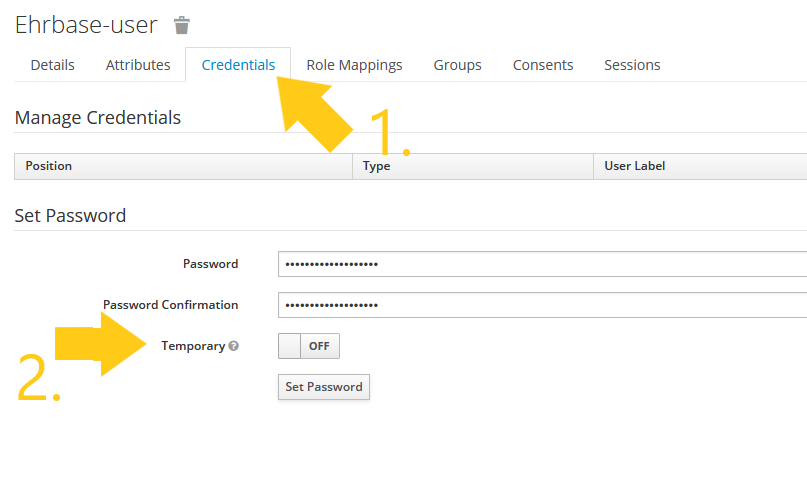 Ehrbase-user
Details Attributes Credentials Role Mappings Groups Consents Sessions
1.
Manage Credentials
Position Type User Label
Set Password
Password •••••••••••••••••••
Password Confirmation •••••••••••••••••••
2.
Temporary ? OFF
Set Password